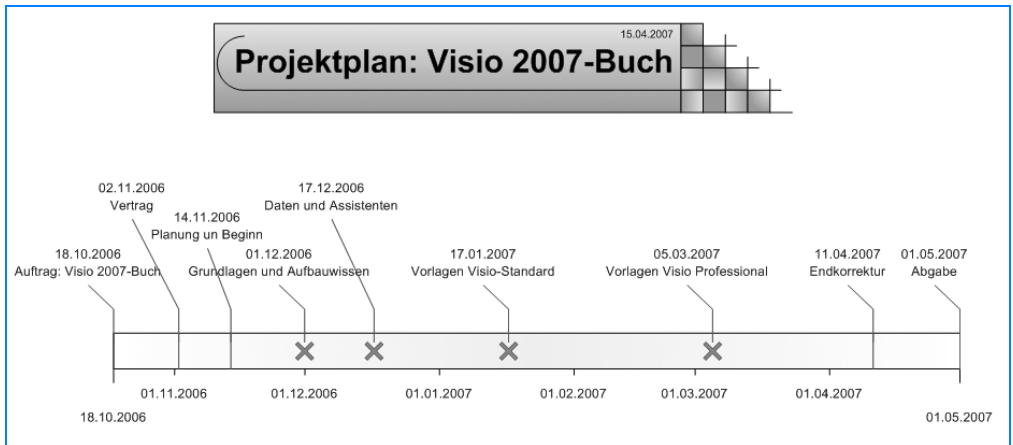 15.04.2007
Projektplan: Visio 2007-Buch
02.11.2006
Vertrag
17.12.2006
Daten und Assistenten
14.11.2006
Planung un Beginn
18.10.2006
Auftrag: Visio 2007-Buch
01.12.2006
Grundlagen und Aufbauwissen
17.01.2007
Vorlagen Visio-Standard
05.03.2007
Vorlagen Visio Professional
11.04.2007
Endkorrektur
01.05.2007
Abgabe
01.11.2006
01.12.2006
01.01.2007
01.02.2007
01.03.2007
01.04.2007
18.10.2006
01.05.2007